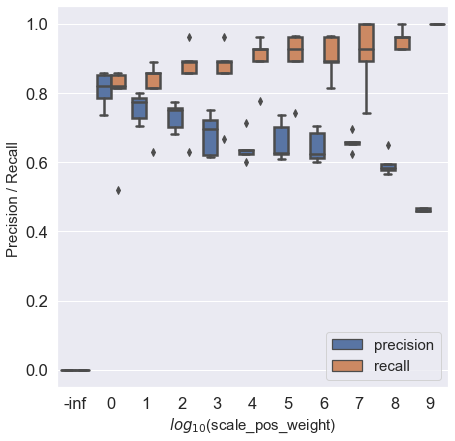 1.0
0.8
0.6
0.4
0.2
0.0
Precision / Recall
-inf 0 1 2 3 4 5 6 7 8 9
log10(scale_pos_weight)
precision
recall